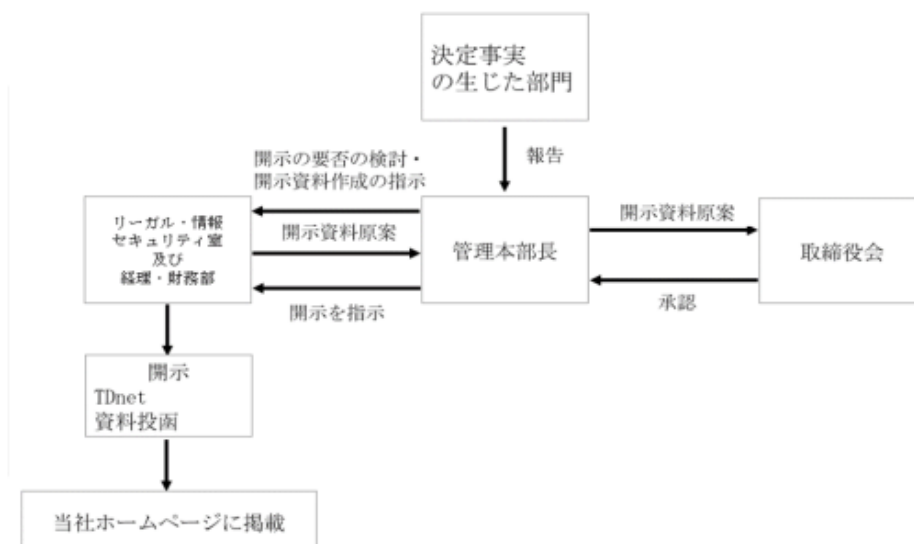 決定事実
の生じた部門
報告
開示の要否の検討・
開示資料作成の指示
リーガル・情報
セキュリティ室
及び
経理・財務部
開示資料原案
開示を指示
管理本部長
開示資料原案
承認
取締役会
開示
TDnet
資料投函
当社ホームページに掲載